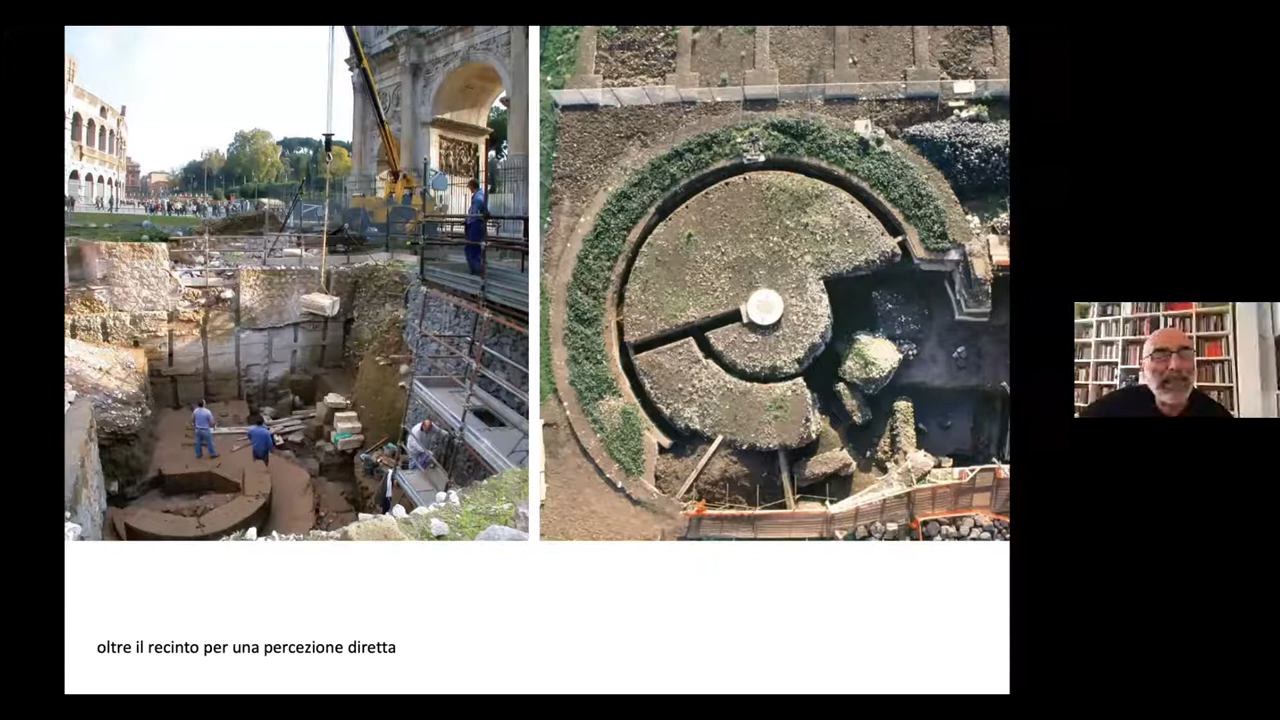 oltre il recinto per una percezione diretta